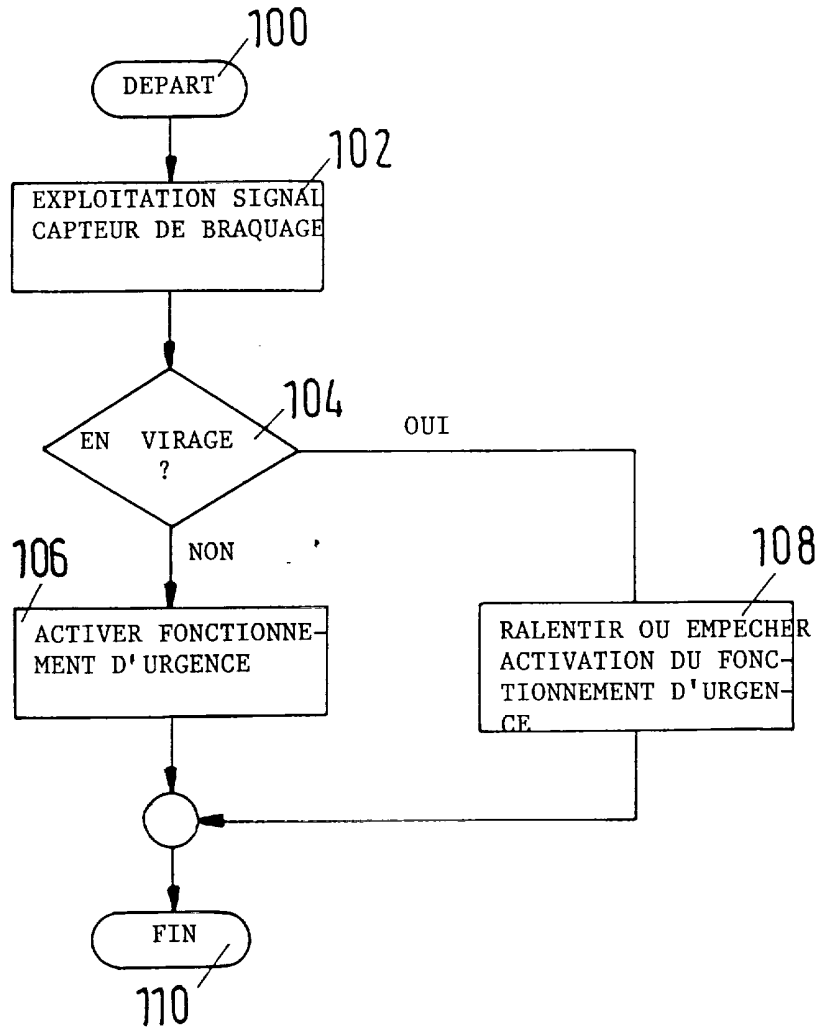 100
DEPART
102
EXPLOITATION SIGNAL
CAPTEUR DE BRAQUAGE
104
EN VIRAGE
?
OUI
NON
106
ACTIVER FONCTIONNE-
MENT D'URGENCE
108
RALENTIR OU EMPECHER
ACTIVATION DU FONC-
TIONNEMENT D'URGEN-
CE
FIN
110